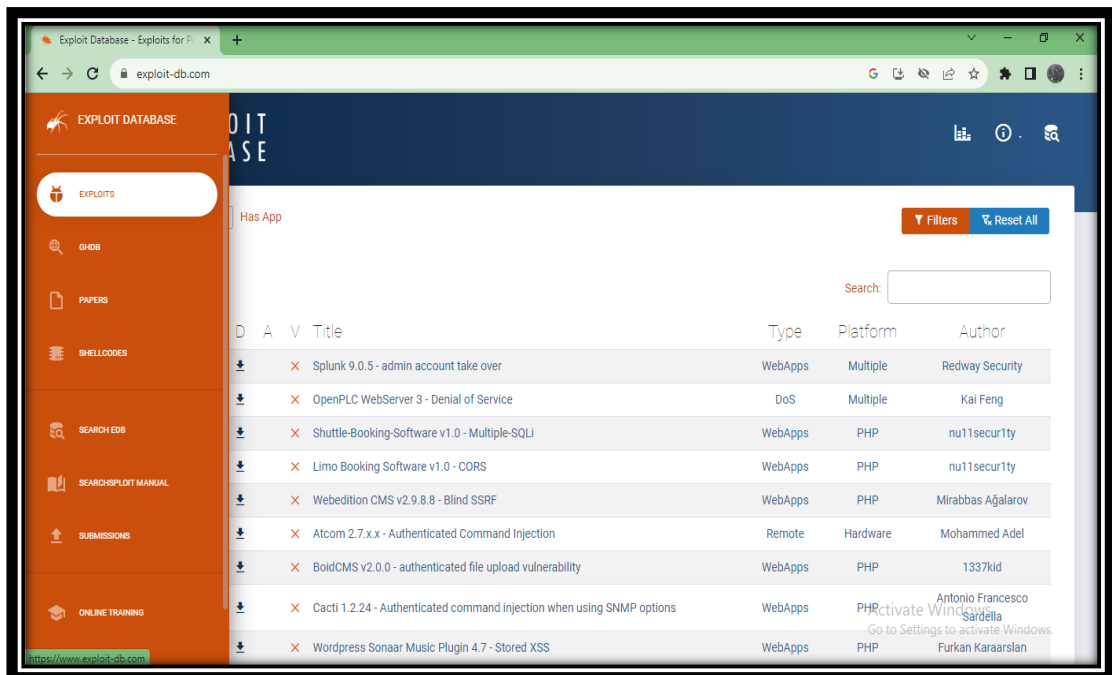 Exploit Database - Exploits for P
exploit-db.com
EXPLOIT DATABASE
OIT
ASE
EXPLOITS
GHDB
PAPERS
SHELLCODES
SEARCH EDB
SEARCHSPLOIT MANUAL
SUBMISSIONS
ONLINE TRAINING
Has App
Filters
Reset All
Search:
D A V Title Type Platform Author
Splunk 9.0.5 - admin account take over WebApps Multiple Redway Security
OpenPLC WebServer 3 - Denial of Service DoS Multiple Kai Feng
Shuttle-Booking-Software v1.0 - Multiple-SQLi WebApps PHP nu11secur1ty
Limo Booking Software v1.0 - CORS WebApps PHP nu11secur1ty
Webedition CMS v2.9.8.8 - Blind SSRF WebApps PHP Mirabbas Ağalarov
Atcom 2.7.x.x - Authenticated Command Injection Remote Hardware Mohammed Adel
BoidCMS v2.0.0 - authenticated file upload vulnerability WebApps PHP 1337kid
Cacti 1.2.24 - Authenticated command injection when using SNMP options WebApps PHP Antonio Francesco
Sardella
Wordpress Sonaar Music Plugin 4.7 - Stored XSS WebApps PHP Furkan Karaarslan
Activate Windows
Go to Settings to activate Windows.
https://www.exploit-db.com